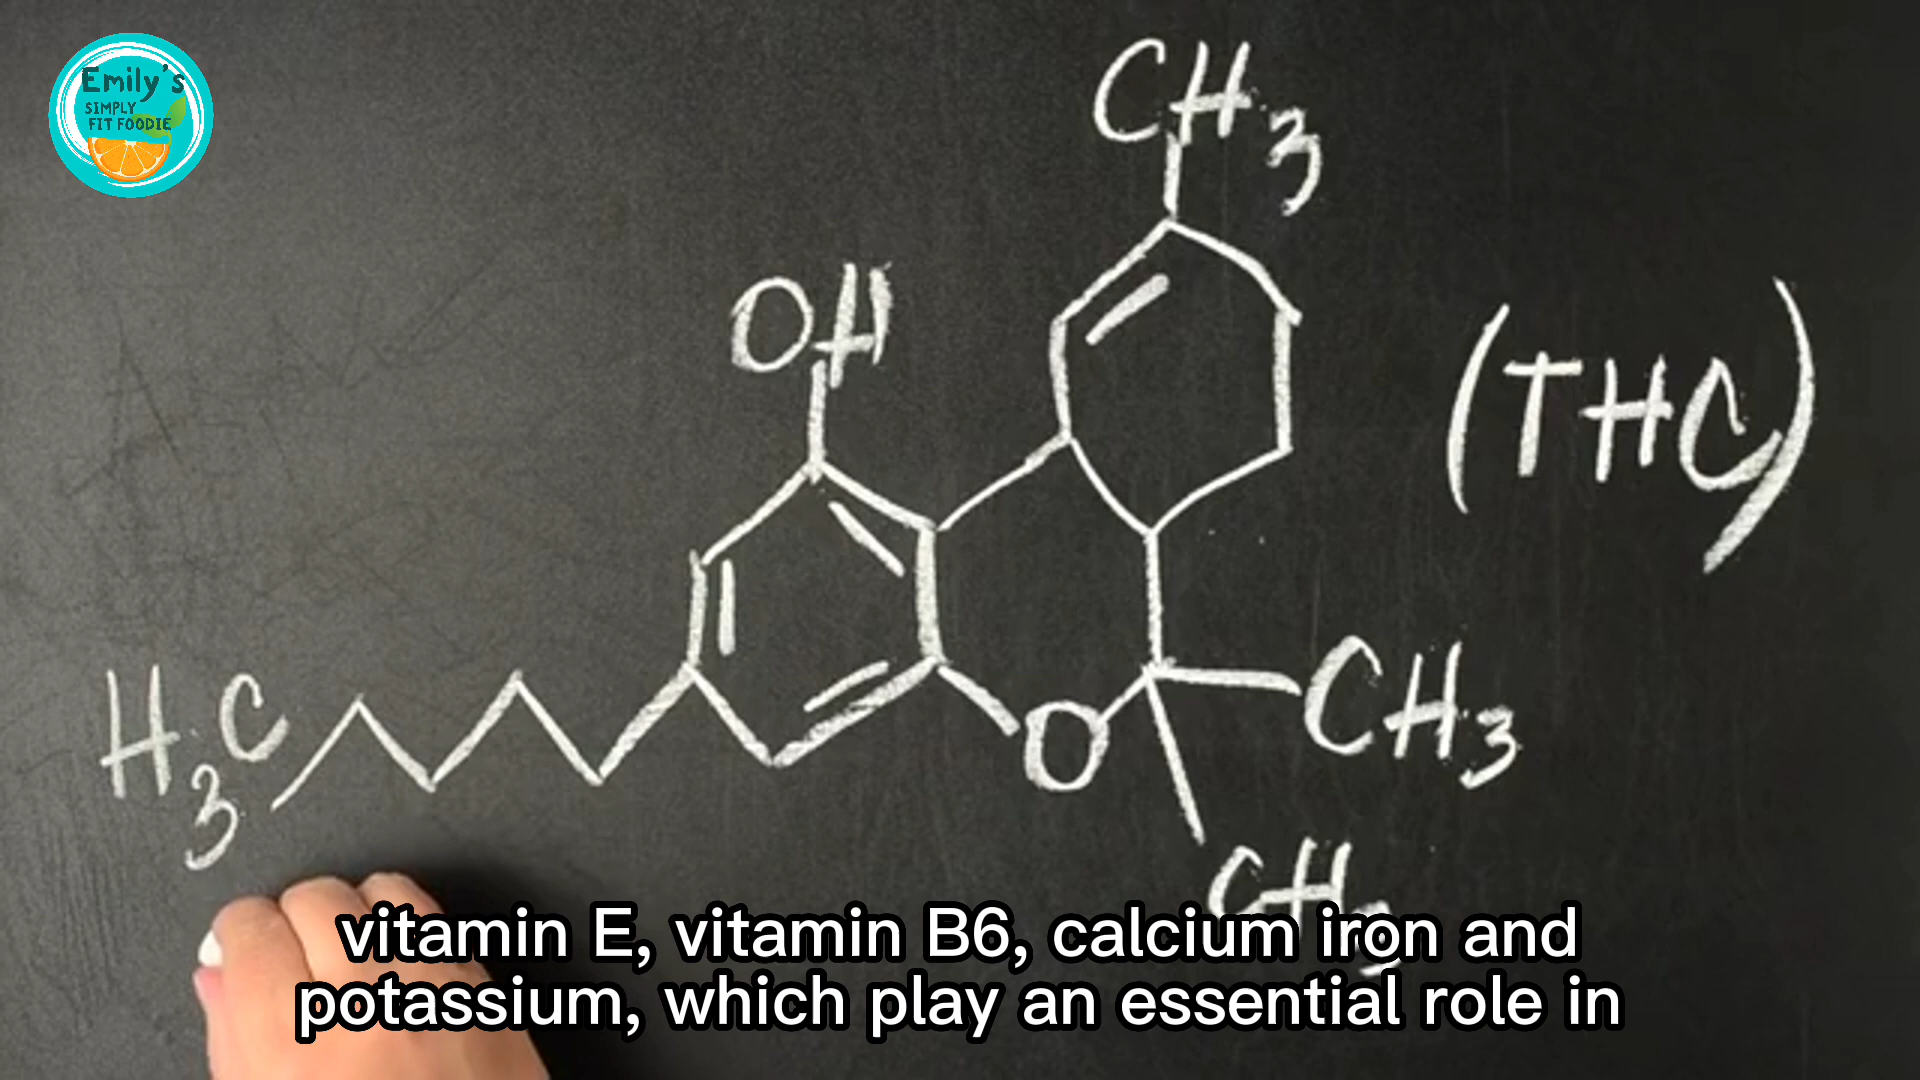 Emily's
SIMPLY
FIT FOODIE
CH3
OH
(THC)
H3C
O
CH3
CH3
vitamin E, vitamin B6, calcium iron and
potassium, which play an essential role in